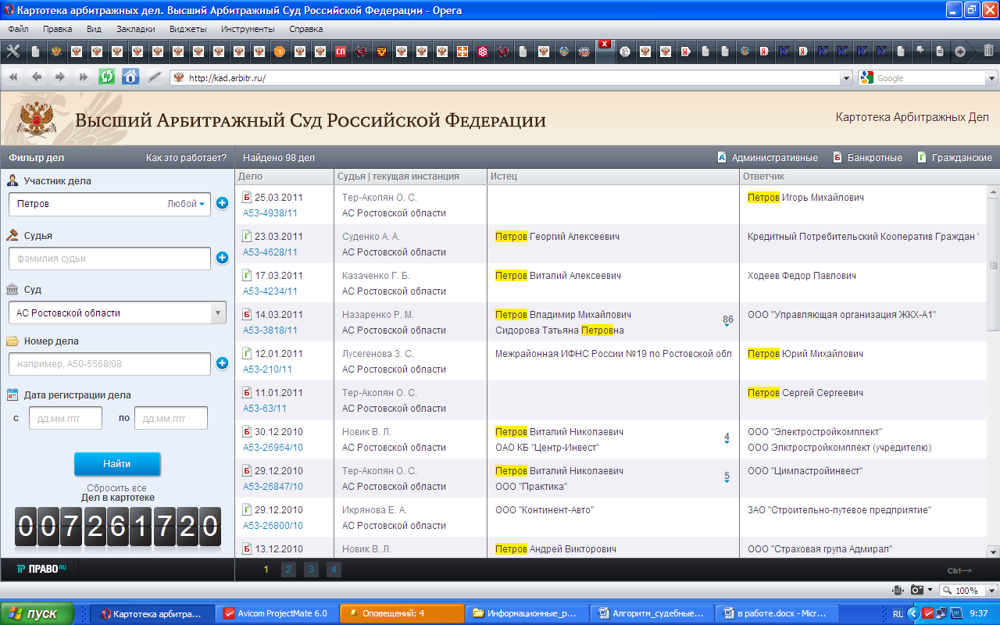 Картотека арбитражных дел. Высший Арбитражный Суд Российской Федерации - Opera
Файл Правка Вид Закладки Виджеты Инструменты Справка
http://kad.arbitr.ru/ Google
Высший Арбитражный Суд Российской Федерации
Картотека Арбитражных Дел
Фильтр дел Как это работает? Найдено 98 дел А Административные Б Банкротные Г Гражданские
Дело Судья | текущая инстанция Истец Ответчик
Участник дела
Петров Любой
Судья
фамилия судьи
Суд
АС Ростовской области
Номер дела
например, А50-5568/08
Дата регистрации дела
с дд.мм.гггг по дд.мм.гггг
Найти
Сбросить все
Дел в картотеке
007261720
ПРАВО RU
Б 25.03.2011 Тер-Акопян О. С. Петров Игорь Михайлович
А53-4938/11 АС Ростовской области
Г 23.03.2011 Суденко А. А. Петров Георгий Алексеевич Кредитный Потребительский Кооператив Граждан "
А53-4628/11 АС Ростовской области
Г 17.03.2011 Казаченко Г. Б. Петров Виталий Алексеевич Ходеев Федор Павлович
А53-4234/11 АС Ростовской области
Б 14.03.2011 Назаренко Р. М. Петров Владимир Михайлович 86 ООО "Управляющая организация ЖКХ-А1"
А53-3818/11 АС Ростовской области Сидорова Татьяна Петровна
Г 12.01.2011 Лусегенова З. С. Межрайонная ИФНС России №19 по Ростовской обл Петров Юрий Михайлович
А53-210/11 АС Ростовской области
Б 11.01.2011 Тер-Акопян О. С. Петров Сергей Сергеевич
А53-63/11 АС Ростовской области
Б 30.12.2010 Новик В. Л. Петров Виталий Николаевич 4 ООО "Электростройкомплект"
А53-26964/10 АС Ростовской области ОАО КБ "Центр-Инвест" ООО Элктростройкомплект (учредителю)
Б 29.12.2010 Тер-Акопян О. С. Петров Виталий Николаевич 5 ООО "Цимластройинвест"
А53-26847/10 АС Ростовской области ООО "Практика"
Г 29.12.2010 Икрянова Е. А. ООО "Континент-Авто" ЗАО "Строительно-путевое предприятие"
А53-26800/10 АС Ростовской области
Б 13.12.2010 Новик В. Л. Петров Андрей Викторович ООО "Страховая група Адмирал"
1 2 3 4 Ctrl→
100%
пуск Картотека арбитра... Avicom ProjectMate 6.0 Оповещений: 4 Информационные_р... Алгоритм_судебные... в работе.docx - Micr... RU 9:37